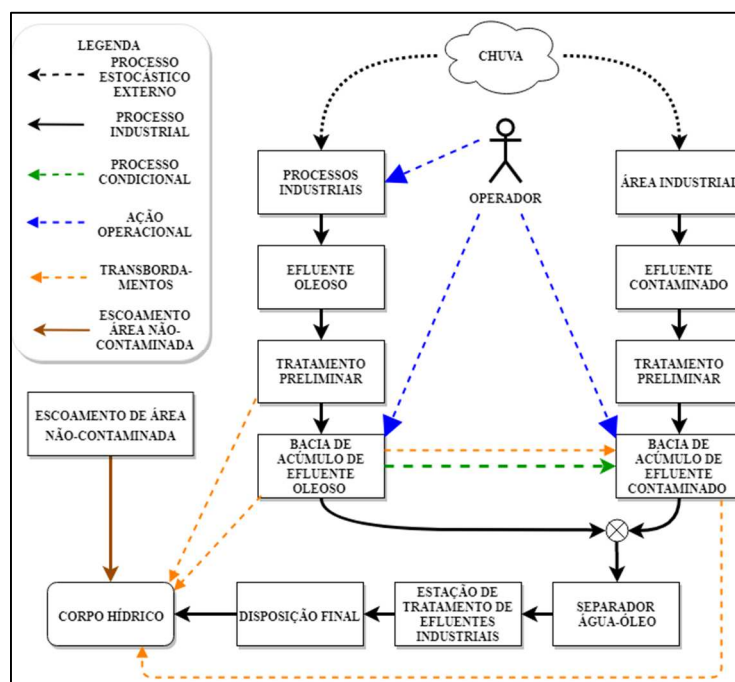 LEGENDA
PROCESSO
ESTOCÁSTICO
EXTERNO
PROCESSO
INDUSTRIAL
PROCESSO
CONDICIONAL
AÇÃO
OPERACIONAL
TRANSBORDA-
MENTOS
ESCOAMENTO
ÁREA NÃO-
CONTAMINADA
CHUVA
OPERADOR
PROCESSOS
INDUSTRIAIS
ÁREA INDUSTRIAL
EFLUENTE
OLEOSO
EFLUENTE
CONTAMINADO
TRATAMENTO
PRELIMINAR
TRATAMENTO
PRELIMINAR
ESCOAMENTO DE ÁREA
NÃO-CONTAMINADA
BACIA DE
ACÚMULO DE
EFLUENTE
OLEOSO
BACIA DE
ACÚMULO DE
EFLUENTE
CONTAMINADO
CORPO HÍDRICO
DISPOSIÇÃO FINAL
ESTAÇÃO DE
TRATAMENTO DE
EFLUENTES
INDUSTRIAIS
SEPARADOR
ÁGUA-ÓLEO